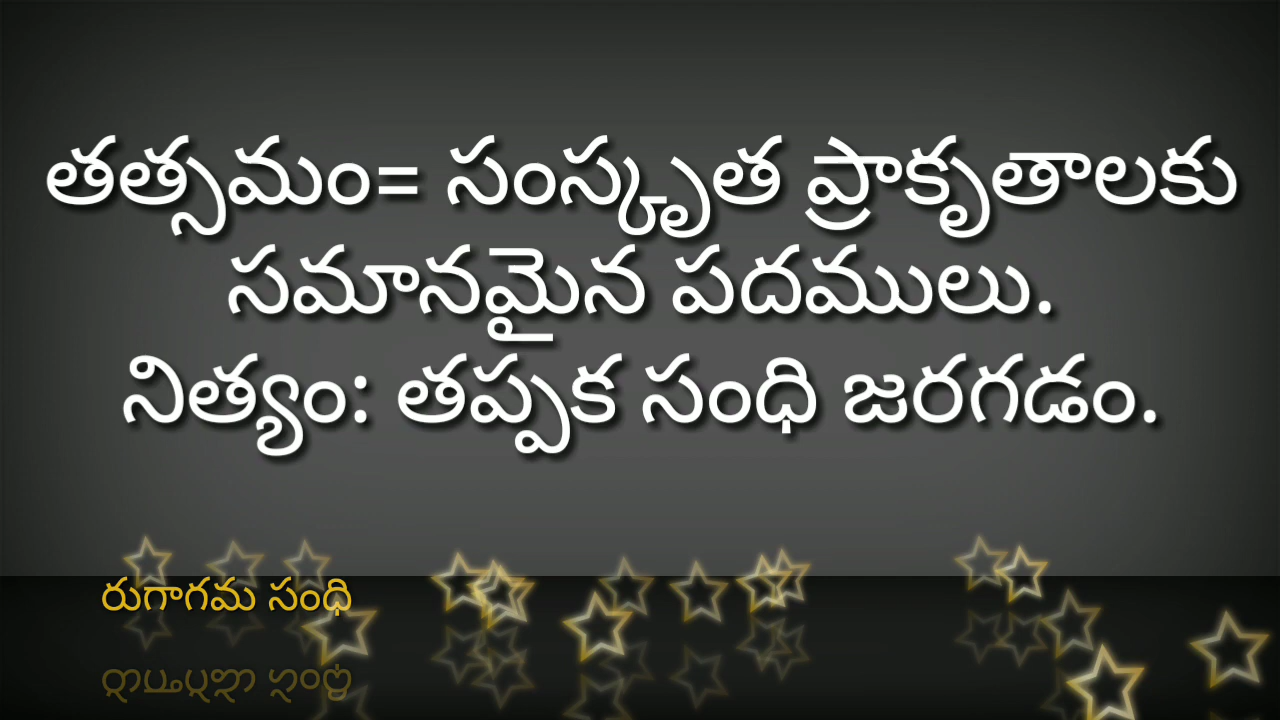 తత్సమం= సంస్కృత ప్రాకృతాలకు
సమానమైన పదములు.
నిత్యం: తప్పక సంధి జరగడం.
రుగాగమ సంధి